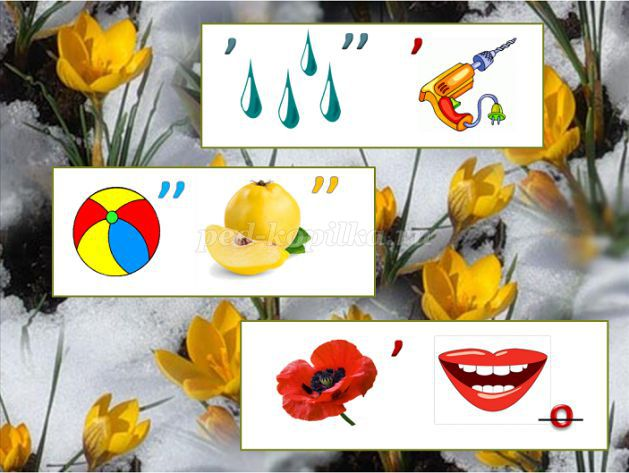 , ,, ,
,, ,,
ped-kopilka.ru
,
о